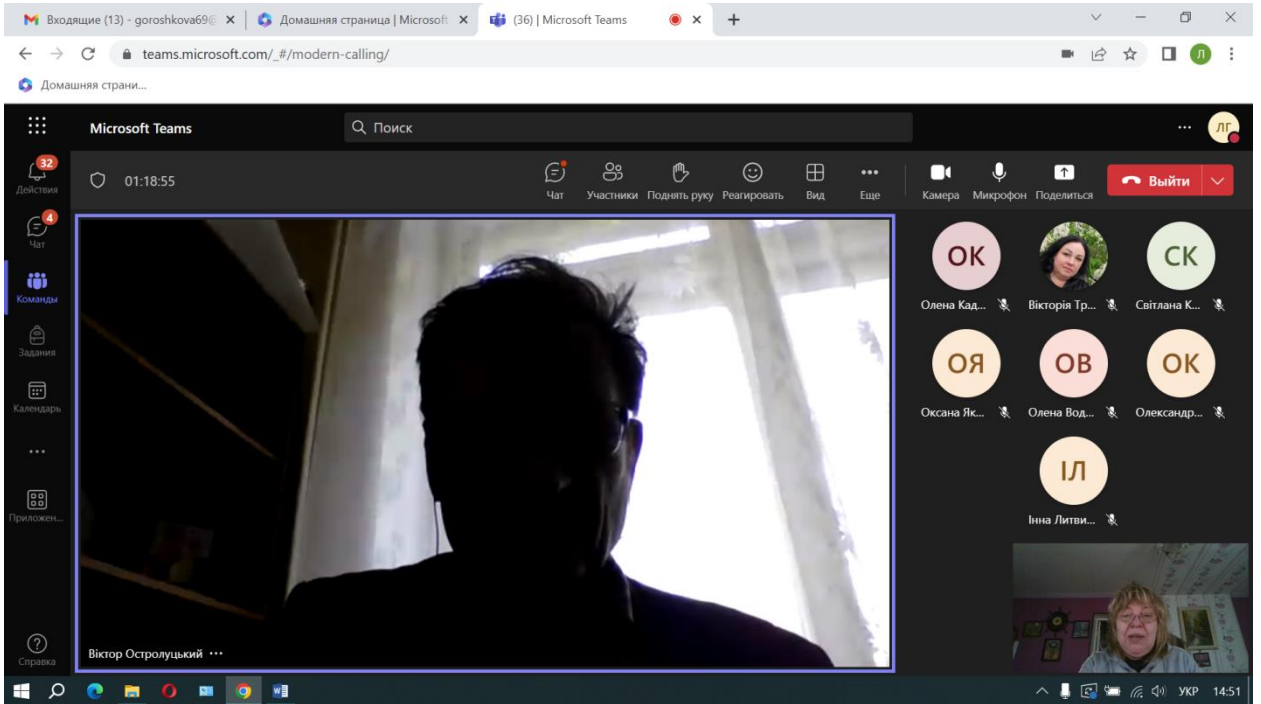 Входящие (13) - goroshkova69@
Домашняя страница | Microsoft
(36) | Microsoft Teams
teams.microsoft.com/_#/modern-calling/
Л
Домашняя страни...
Microsoft Teams
Поиск
ЛГ
32
Действия
01:18:55
Чат
Участники
Поднять руку
Реагировать
Вид
Еще
Камера
Микрофон
Поделиться
Выйти
4
Чат
Команды
Задания
Календарь
Приложен...
Справка
ОК
Олена Кад...
Вікторія Тр...
СК
Світлана К...
ОЯ
Оксана Як...
ОВ
Олена Вод...
ОК
Олександр...
ІЛ
Інна Литви...
Віктор Остролуцький ...
УКР
14:51